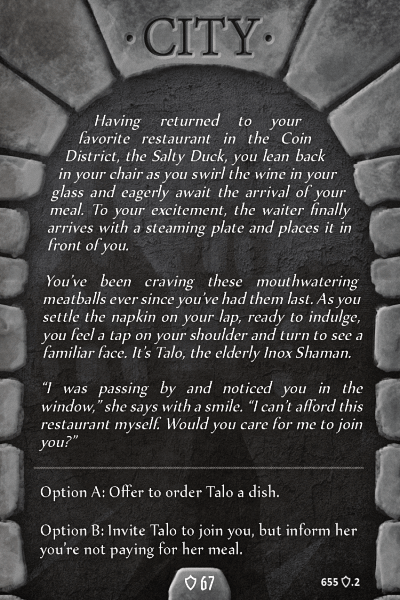 ·CITY·
Having returned to your
favorite restaurant in the Coin
District, the Salty Duck, you lean back
in your chair as you swirl the wine in your
glass and eagerly await the arrival of your
meal. To your excitement, the waiter finally
arrives with a steaming plate and places it in
front of you.
You've been craving these mouthwatering
meatballs ever since you've had them last. As you
settle the napkin on your lap, ready to indulge,
you feel a tap on your shoulder and turn to see a
familiar face. It's Talo, the elderly Inox Shaman.
“I was passing by and noticed you in the
window,” she says with a smile. “I can't afford this
restaurant myself. Would you care for me to join
you?”
Option A: Offer to order Talo a dish.
Option B: Invite Talo to join you, but inform her
you're not paying for her meal.
67
655 .2